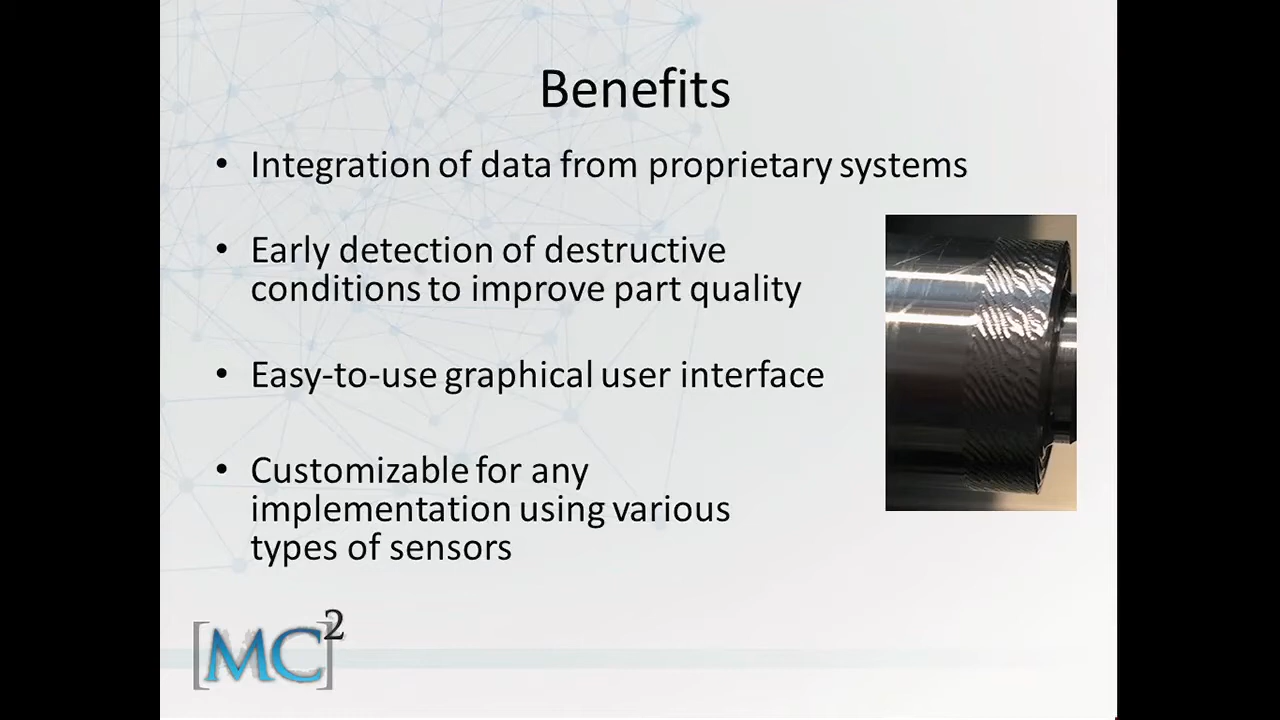 Benefits
• Integration of data from proprietary systems
• Early detection of destructive
conditions to improve part quality
• Easy-to-use graphical user interface
• Customizable for any
implementation using various
types of sensors
[MC]²